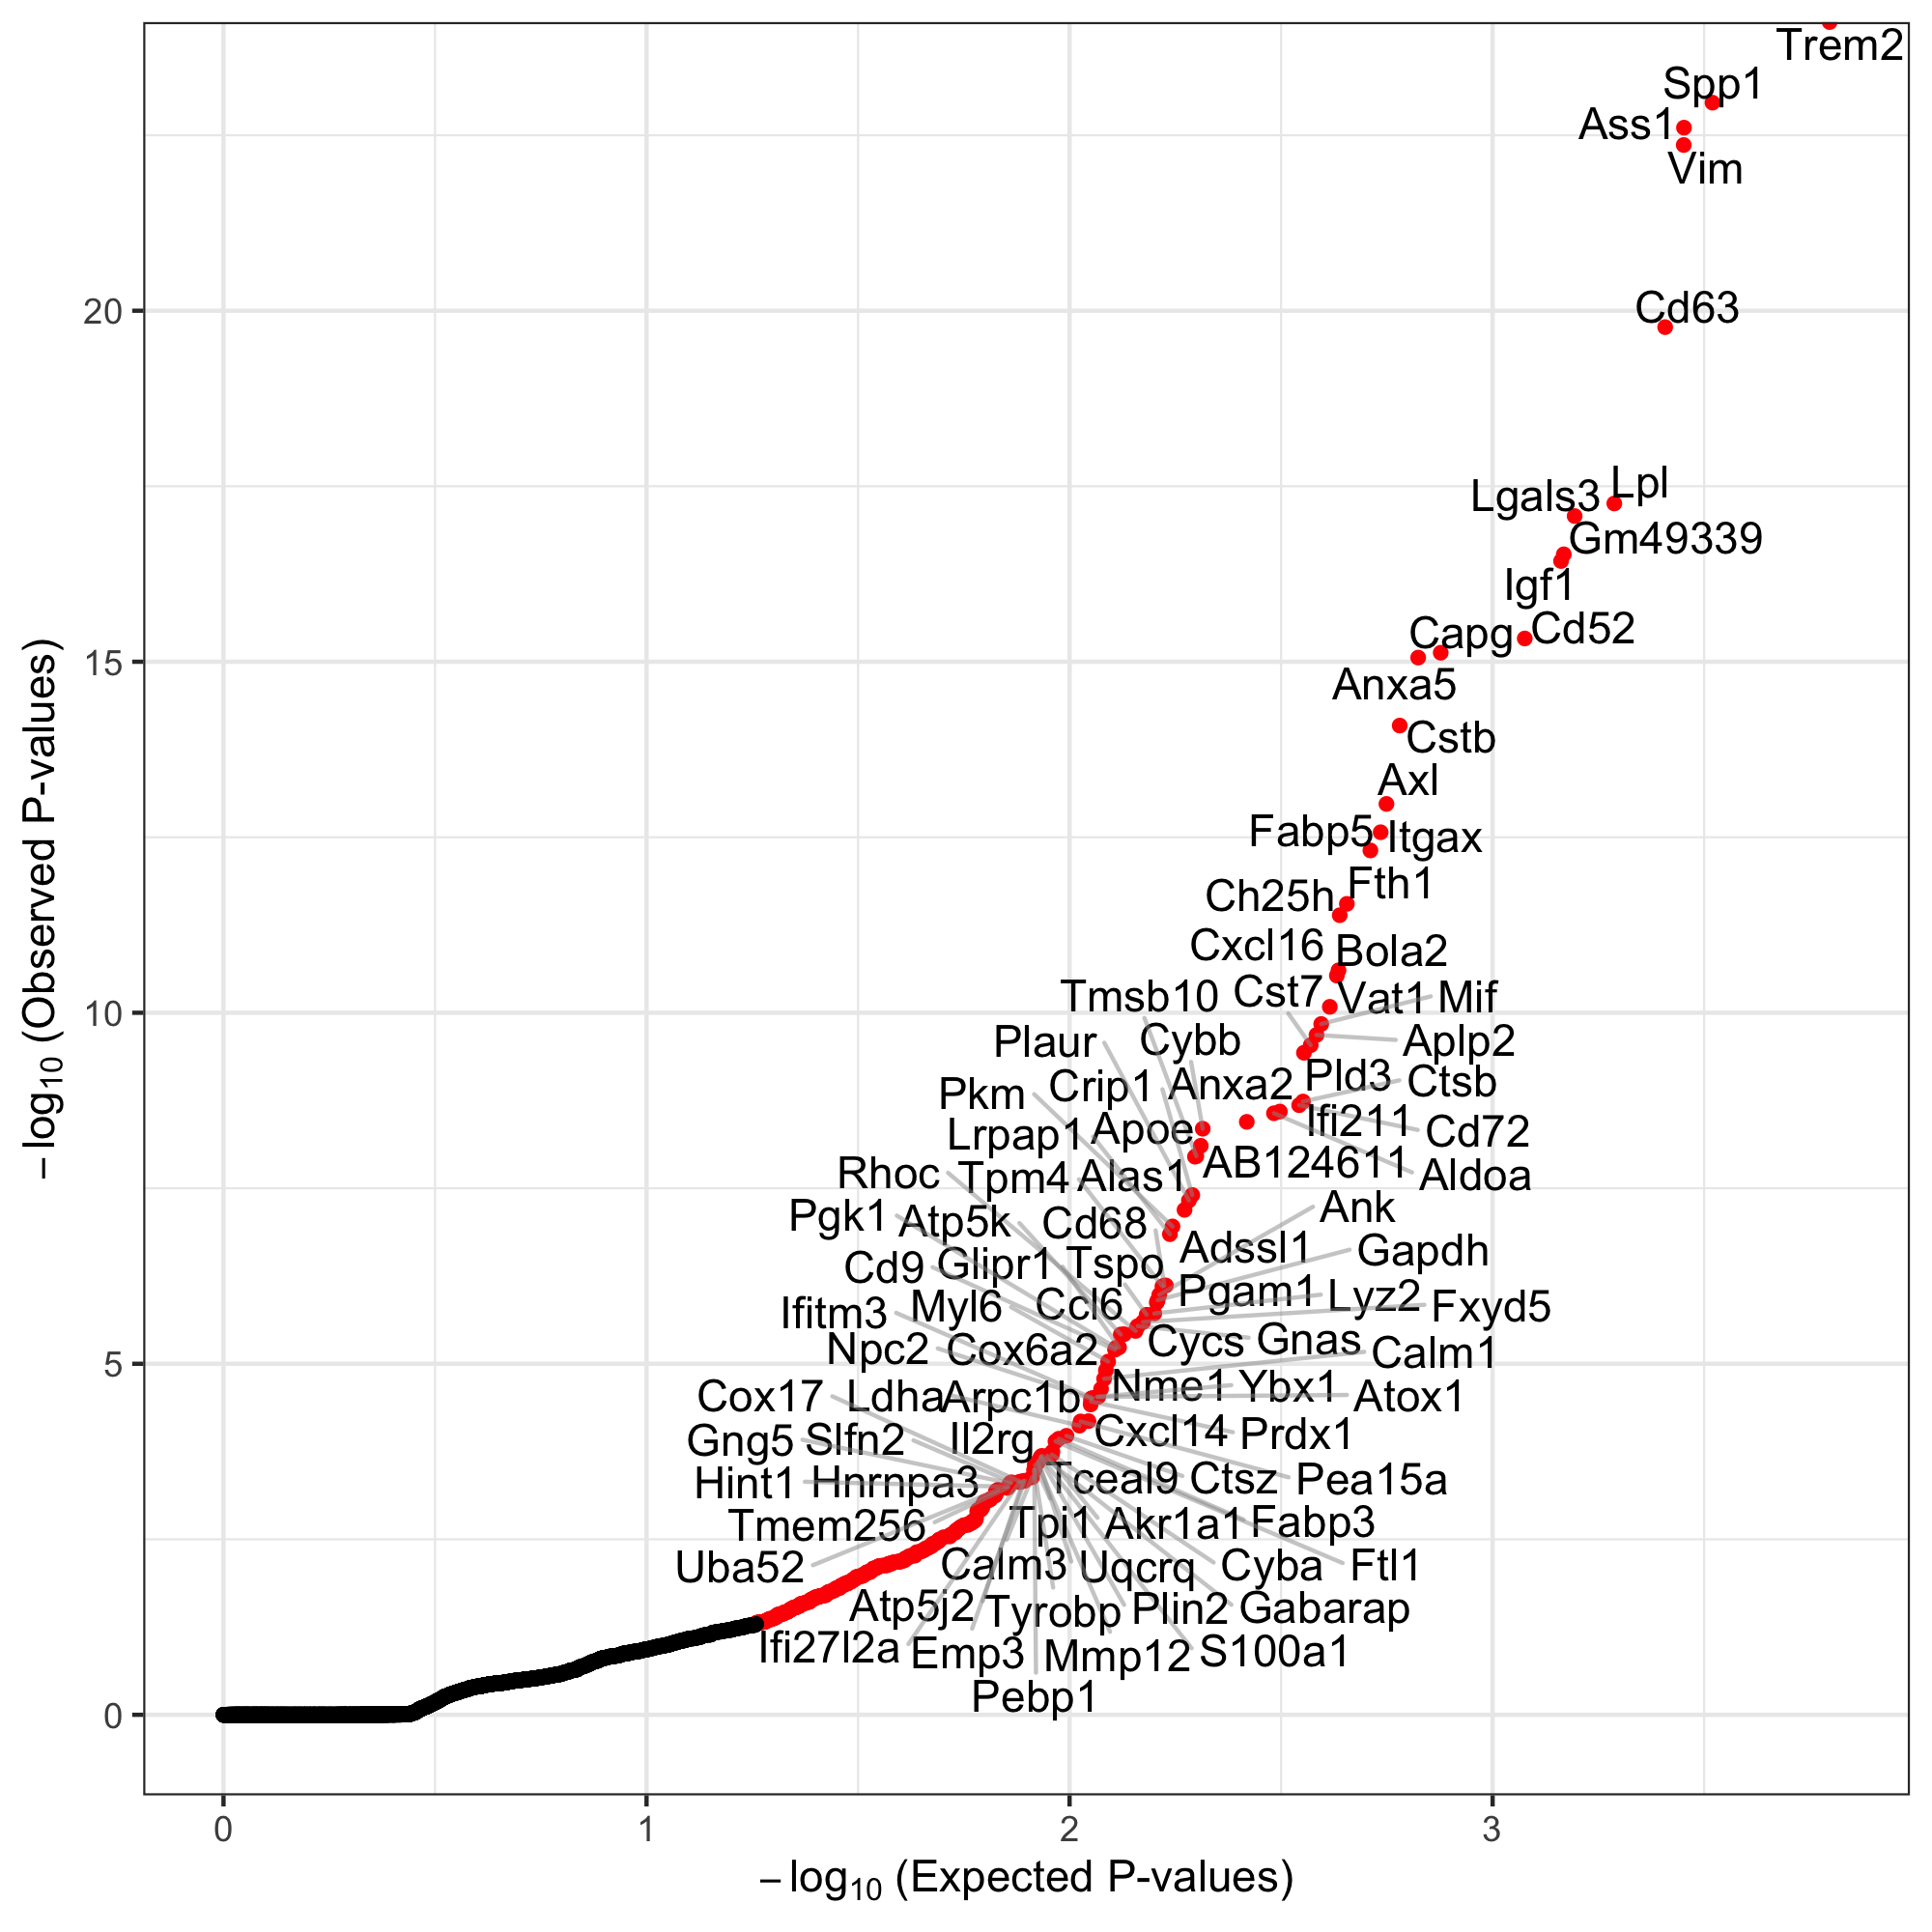 Trem2
Spp1
Ass1
Vim
20
Cd63
Lgals3 Lpl
Gm49339
Igf1
Capg Cd52
15
Anxa5
Cstb
Axl
Fabp5 Itgax
Ch25h Fth1
Cxcl16 Bola2
Tmsb10 Cst7 Vat1 Mif
10
Plaur Cybb Aplp2
Pkm Crip1 Anxa2 Pld3 Ctsb
Lrpap1 Apoe Ifi211 Cd72
Rhoc Tpm4 Alas1 AB124611 Aldoa
Pgk1 Atp5k Cd68 Ank
Cd9 Glipr1 Tspo Adssl1 Gapdh
Ifitm3 Myl6 Ccl6 Pgam1 Lyz2 Fxyd5
Npc2 Cox6a2 Cycs Gnas Calm1
5
Cox17 Ldha Arpc1b Nme1 Ybx1 Atox1
Gng5 Slfn2 Il2rg Cxcl14 Prdx1
Hint1 Hnrnpa3 Tceal9 Ctsz Pea15a
Tmem256 Tpi1 Akr1a1 Fabp3
Uba52 Calm3 Uqcrq Cyba Ftl1
Atp5j2 Tyrobp Plin2 Gabarap
Ifi27l2a Emp3 Mmp12 S100a1
Pebp1
0
0 1 2 3
−log10 (Expected P-values)
−log10 (Observed P-values)